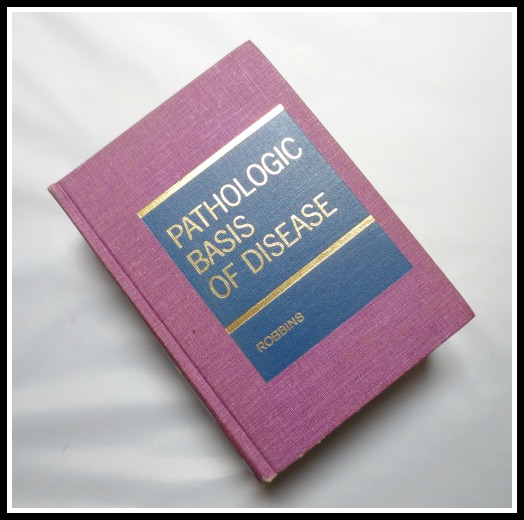 PATHOLOGIC
BASIS
OF DISEASE
ROBBINS